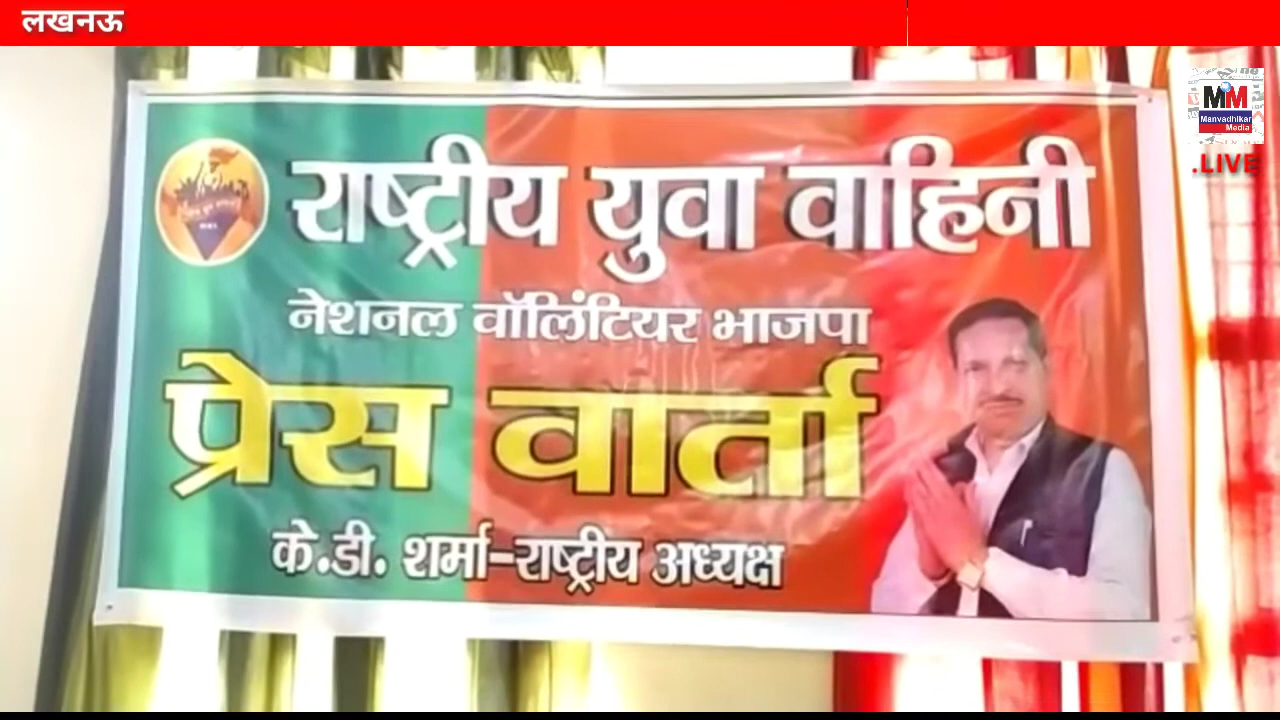 लखनऊ
MM
Manvadhikar
Media
.LIVE
राष्ट्रीय युवा वाहिनी
नेशनल वॉलिंटियर भाजपा
प्रेस वार्ता
के.डी. शर्मा-राष्ट्रीय अध्यक्ष